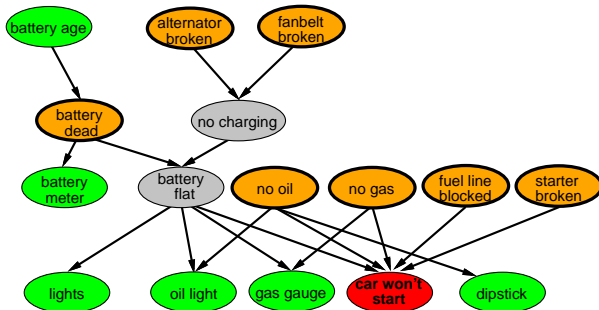 battery age
alternator
broken
fanbelt
broken
battery
dead
no charging
battery
meter
battery
flat
no oil
no gas
fuel line
blocked
starter
broken
lights
oil light
gas gauge
car won't
start
dipstick